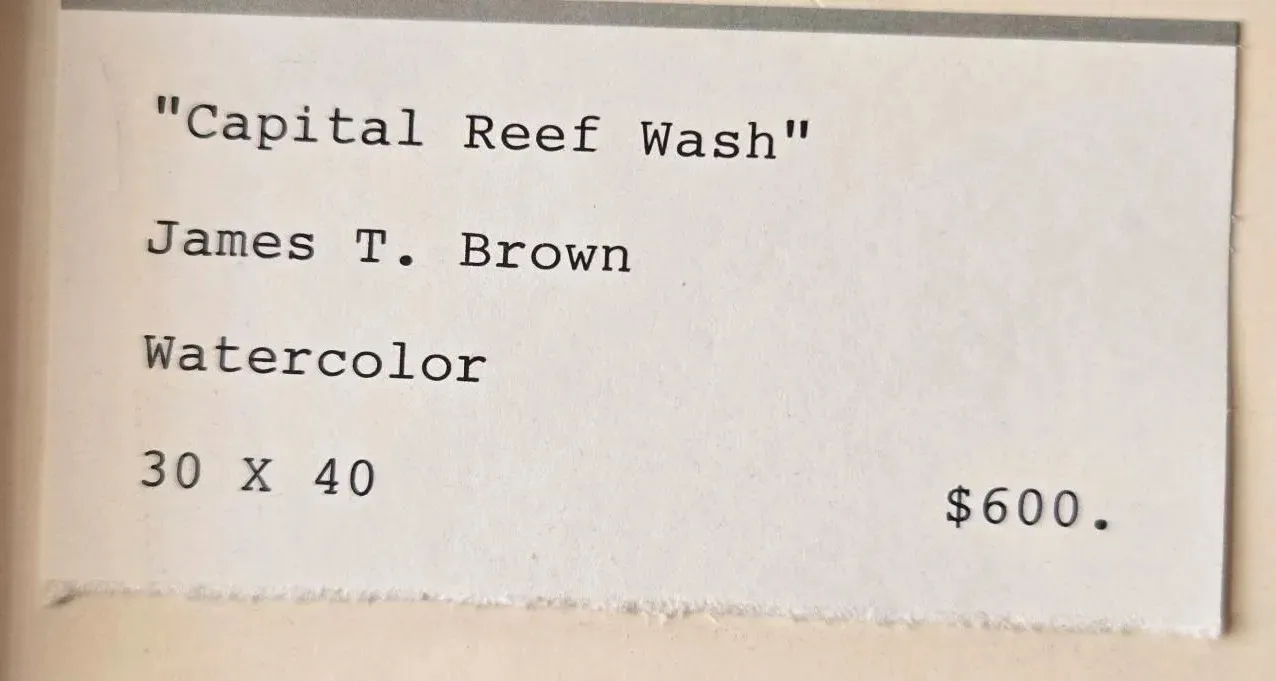 "Capital Reef Wash"
James T. Brown
Watercolor
30 X 40
$600.